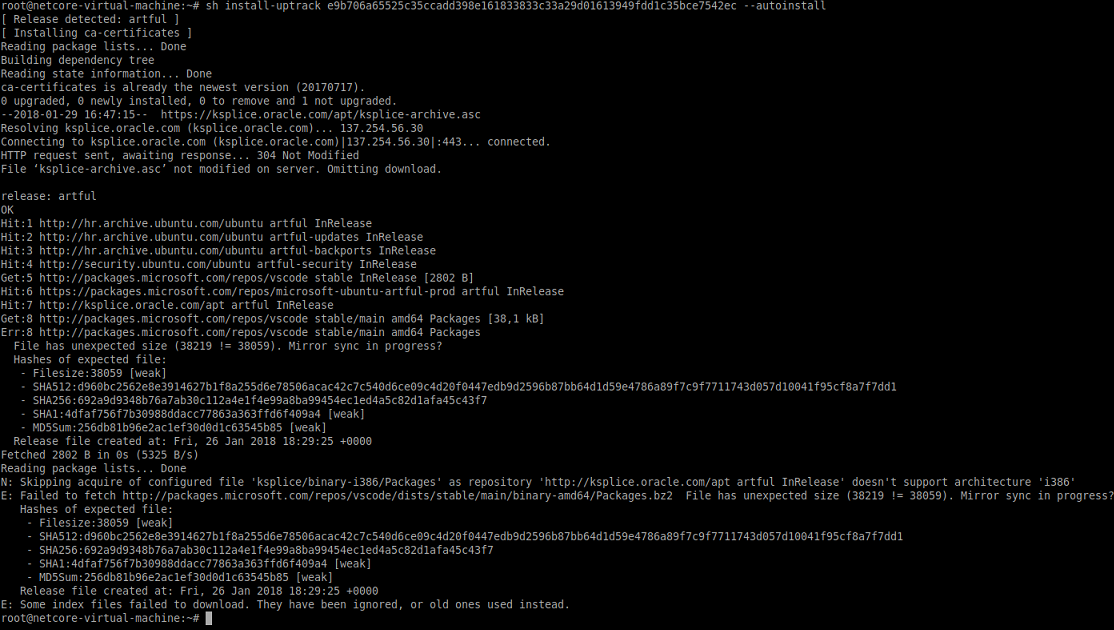 root@netcore-virtual-machine:~# sh install-uptrack e9b706a65525c35ccadd398e161833833c33a29d01613949fdd1c35bce7542ec --autoinstall
[ Release detected: artful ]
[ Installing ca-certificates ]
Reading package lists... Done
Building dependency tree
Reading state information... Done
ca-certificates is already the newest version (20170717).
0 upgraded, 0 newly installed, 0 to remove and 1 not upgraded.
--2018-01-29 16:47:15--  https://ksplice.oracle.com/apt/ksplice-archive.asc
Resolving ksplice.oracle.com (ksplice.oracle.com)... 137.254.56.30
Connecting to ksplice.oracle.com (ksplice.oracle.com)|137.254.56.30|:443... connected.
HTTP request sent, awaiting response... 304 Not Modified
File ‘ksplice-archive.asc’ not modified on server. Omitting download.
release: artful
OK
Hit:1 http://hr.archive.ubuntu.com/ubuntu artful InRelease
Hit:2 http://hr.archive.ubuntu.com/ubuntu artful-updates InRelease
Hit:3 http://hr.archive.ubuntu.com/ubuntu artful-backports InRelease
Hit:4 http://security.ubuntu.com/ubuntu artful-security InRelease
Get:5 http://packages.microsoft.com/repos/vscode stable InRelease [2802 B]
Hit:6 https://packages.microsoft.com/repos/microsoft-ubuntu-artful-prod artful InRelease
Hit:7 http://ksplice.oracle.com/apt artful InRelease
Get:8 http://packages.microsoft.com/repos/vscode stable/main amd64 Packages [38,1 kB]
Err:8 http://packages.microsoft.com/repos/vscode stable/main amd64 Packages
  File has unexpected size (38219 != 38059). Mirror sync in progress?
  Hashes of expected file:
   - Filesize:38059 [weak]
   - SHA512:d960bc2562e8e3914627b1f8a255d6e78506acac42c7c540d6ce09c4d20f0447edb9d2596b87bb64d1d59e4786a89f7c9f7711743d057d10041f95cf8a7f7dd1
   - SHA256:692a9d9348b76a7ab30c112a4e1f4e99a8ba99454ec1ed4a5c82d1afa45c43f7
   - SHA1:4dfaf756f7b30988ddacc77863a363ffd6f409a4 [weak]
   - MD5Sum:256db81b96e2ac1ef30d0d1c63545b85 [weak]
  Release file created at: Fri, 26 Jan 2018 18:29:25 +0000
Fetched 2802 B in 0s (5325 B/s)
Reading package lists... Done
N: Skipping acquire of configured file 'ksplice/binary-i386/Packages' as repository 'http://ksplice.oracle.com/apt artful InRelease' doesn't support architecture 'i386'
E: Failed to fetch http://packages.microsoft.com/repos/vscode/dists/stable/main/binary-amd64/Packages.bz2  File has unexpected size (38219 != 38059). Mirror sync in progress?
   Hashes of expected file:
    - Filesize:38059 [weak]
    - SHA512:d960bc2562e8e3914627b1f8a255d6e78506acac42c7c540d6ce09c4d20f0447edb9d2596b87bb64d1d59e4786a89f7c9f7711743d057d10041f95cf8a7f7dd1
    - SHA256:692a9d9348b76a7ab30c112a4e1f4e99a8ba99454ec1ed4a5c82d1afa45c43f7
    - SHA1:4dfaf756f7b30988ddacc77863a363ffd6f409a4 [weak]
    - MD5Sum:256db81b96e2ac1ef30d0d1c63545b85 [weak]
   Release file created at: Fri, 26 Jan 2018 18:29:25 +0000
E: Some index files failed to download. They have been ignored, or old ones used instead.
root@netcore-virtual-machine:~#